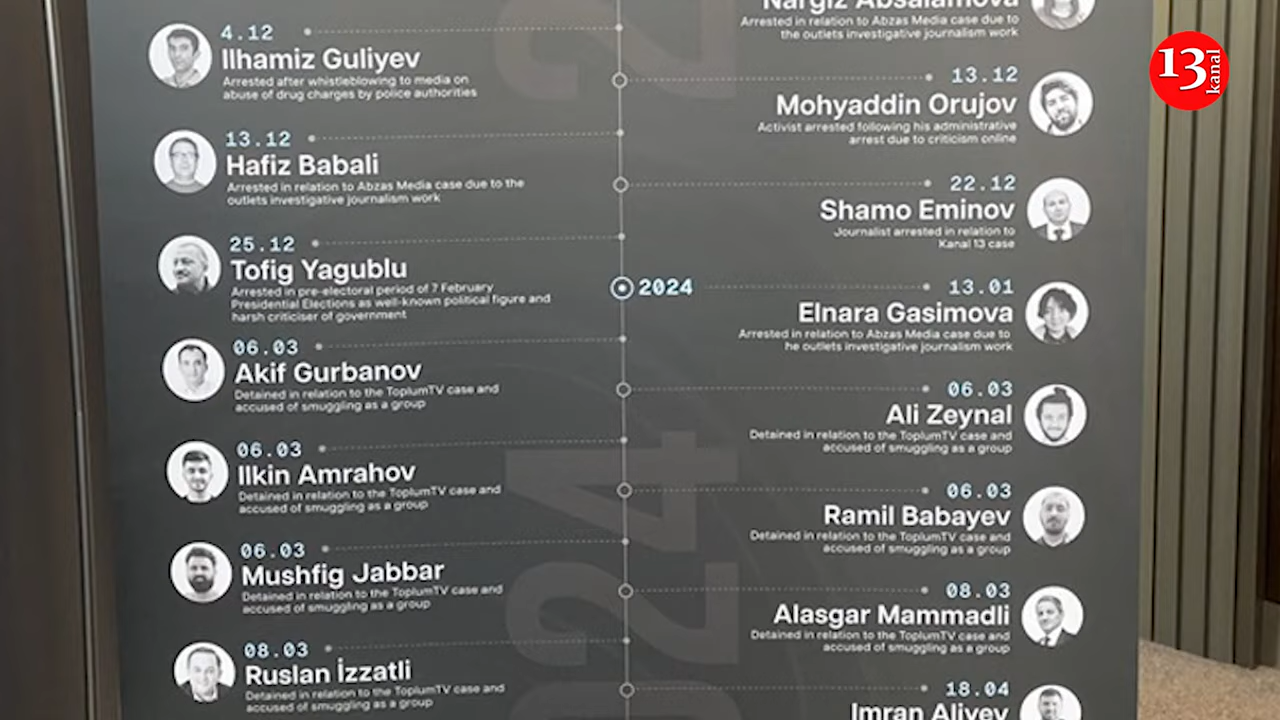 Nargiz Absalamova
Arrested in relation to Abzas Media case due to
the outlets investigative journalism work
4.12
Ilhamiz Guliyev
Arrested after whistleblowing to media on
abuse of drug charges by police authorities
13.12
Mohyaddin Orujov
Activist arrested following his administrative
arrest due to criticism online
13.12
Hafiz Babali
Arrested in relation to Abzas Media case due to the
outlets investigative journalism work
22.12
Shamo Eminov
Journalist arrested in relation to
Kanal 13 case
25.12
Tofig Yagublu
Arrested in pre-electoral period of 7 February
Presidential Elections as well-known political figure and
harsh criticiser of government
2024
13.01
Elnara Gasimova
Arrested in relation to Abzas Media case due to
he outlets investigative journalism work
06.03
Akif Gurbanov
Detained in relation to the ToplumTV case and
accused of smuggling as a group
06.03
Ali Zeynal
Detained in relation to the ToplumTV case and
accused of smuggling as a group
06.03
Ilkin Amrahov
Detained in relation to the ToplumTV case and
accused of smuggling as a group
06.03
Ramil Babayev
Detained in relation to the ToplumTV case and
accused of smuggling as a group
06.03
Mushfig Jabbar
Detained in relation to the ToplumTV case and
accused of smuggling as a group
08.03
Alasgar Mammadli
Detained in relation to the ToplumTV case and
accused of smuggling as a group
08.03
Ruslan İzzatli
Detained in relation to the ToplumTV case and
accused of smuggling as a group
18.04
Imran Aliyev
13 kanal